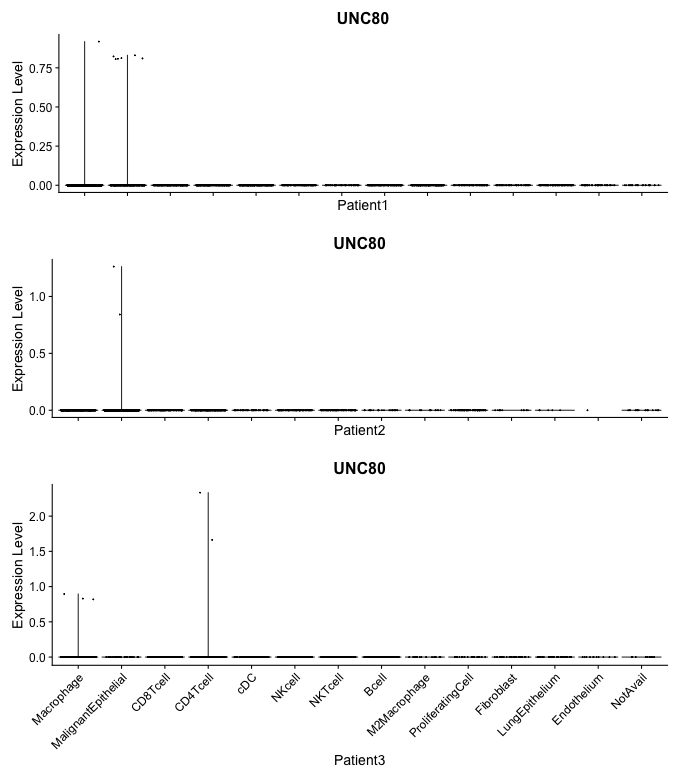 UNC80
Expression Level
0.75
0.50
0.25
0.00
Patient1
UNC80
Expression Level
1.0
0.5
0.0
Patient2
UNC80
Expression Level
2.0
1.5
1.0
0.5
0.0
Macrophage
MalignantEpithelial
CD8Tcell
CD4Tcell
cDC
NKcell
NKTcell
Bcell
M2Macrophage
ProliferatingCell
Fibroblast
LungEpithelium
Endothelium
NotAvail
Patient3